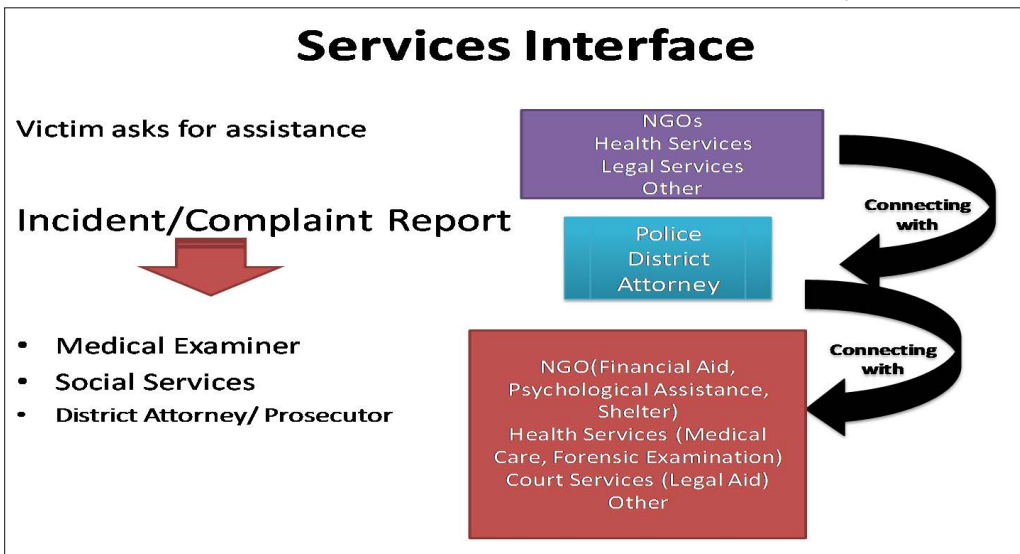 Services Interface
Victim asks for assistance
NGOs
Health Services
Legal Services
Other
Connecting
with
Incident/Complaint Report
Police
District
Attorney
• Medical Examiner
• Social Services
• District Attorney/ Prosecutor
Connecting
with
NGO(Financial Aid,
Psychological Assistance,
Shelter)
Health Services (Medical
Care, Forensic Examination)
Court Services (Legal Aid)
Other